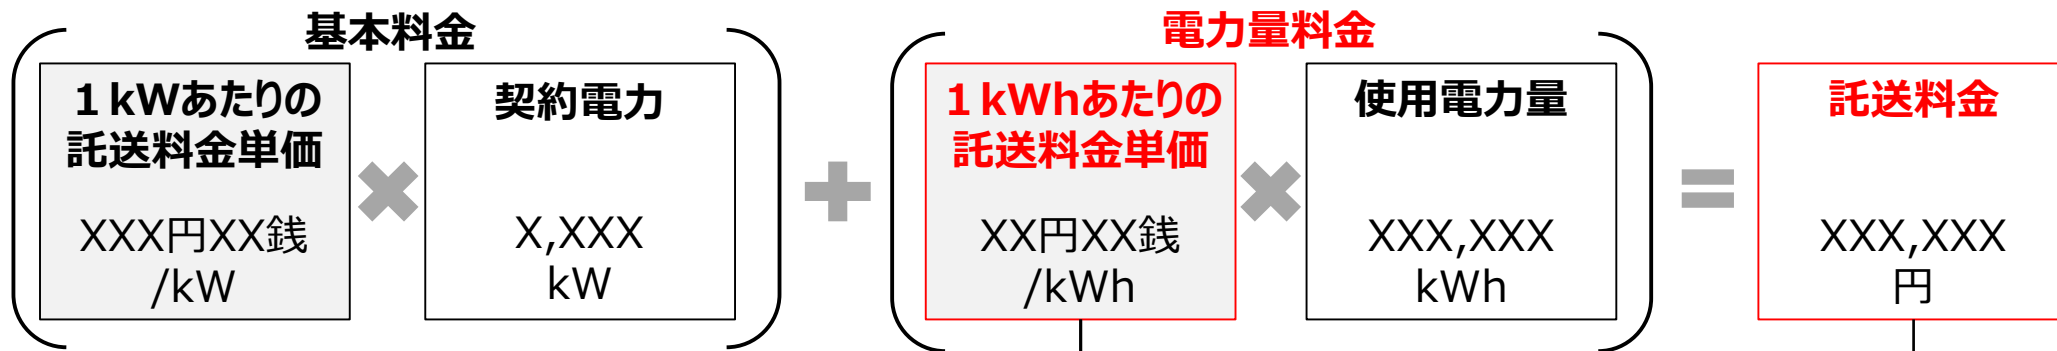 基本料金
１kWあたりの
託送料金単価
XXX円XX銭
/kW
✖
契約電力
X,XXX
kW
➕
電力量料金
１kWhあたりの
託送料金単価
XX円XX銭
/kWh
✖
使用電力量
XXX,XXX
kWh
＝
託送料金
XXX,XXX
円